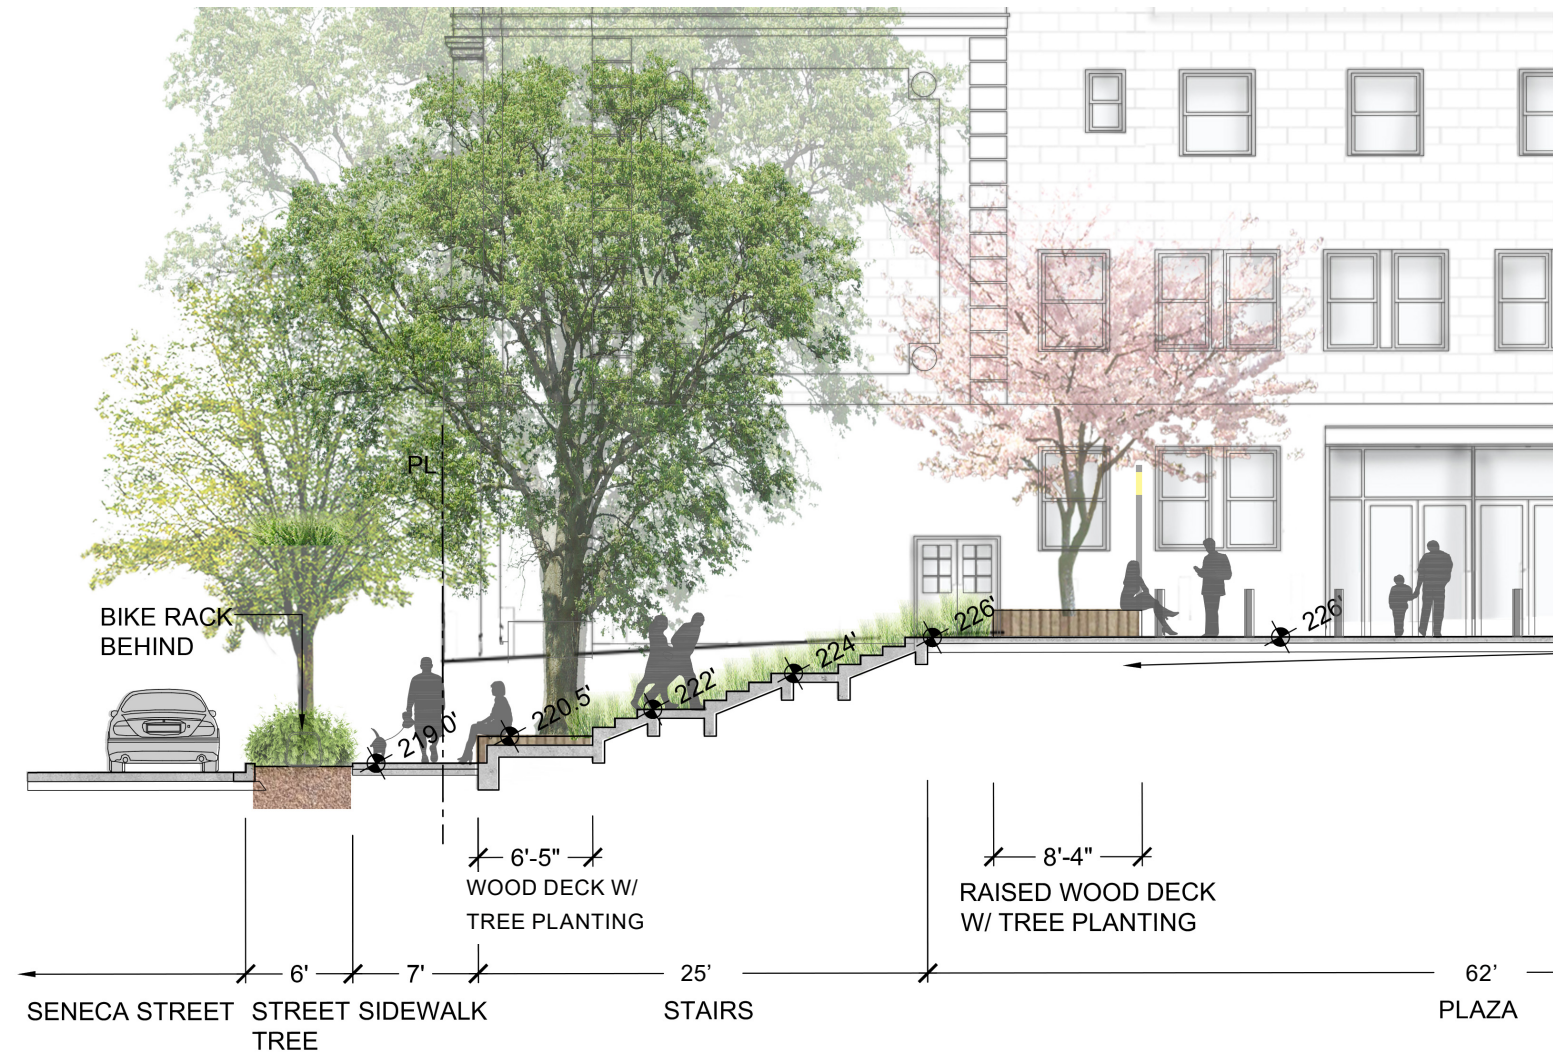 PL
BIKE RACK
BEHIND
219.0'
220.5'
222'
224'
226'
226'
6'-5"
WOOD DECK W/
TREE PLANTING
8'-4"
RAISED WOOD DECK
W/ TREE PLANTING
6'
7'
25'
62'
SENECA STREET
STREET
TREE
SIDEWALK
STAIRS
PLAZA